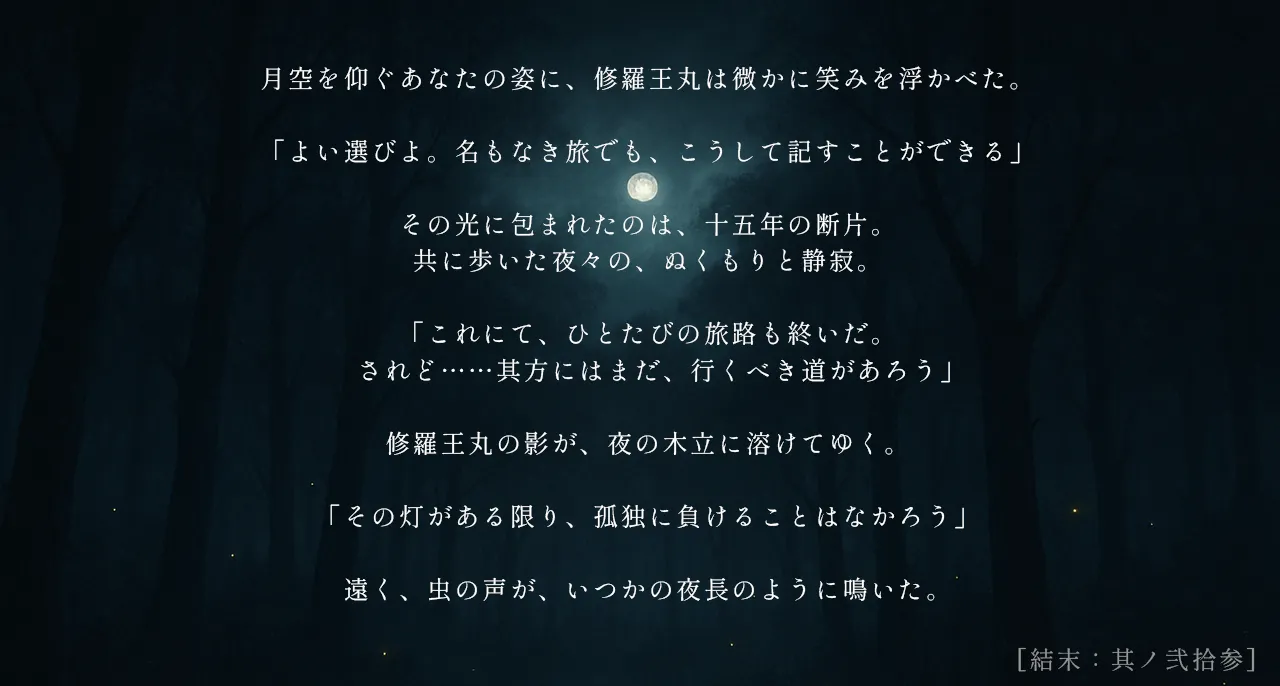 月空を仰ぐあなたの姿に、修羅王丸は微かに笑みを浮かべた。
「よい選びよ。名もなき旅でも、こうして記すことができる」
その光に包まれたのは、十五年の断片。
共に歩いた夜々の、ぬくもりと静寂。
「これにて、ひとたびの旅路も終いだ。
されど……其方にはまだ、行くべき道があろう」
修羅王丸の影が、夜の木立に溶けてゆく。
「その灯がある限り、孤独に負けることはなかろう」
遠く、虫の声が、いつかの夜長のように鳴いた。
[結末：其ノ弐拾参]